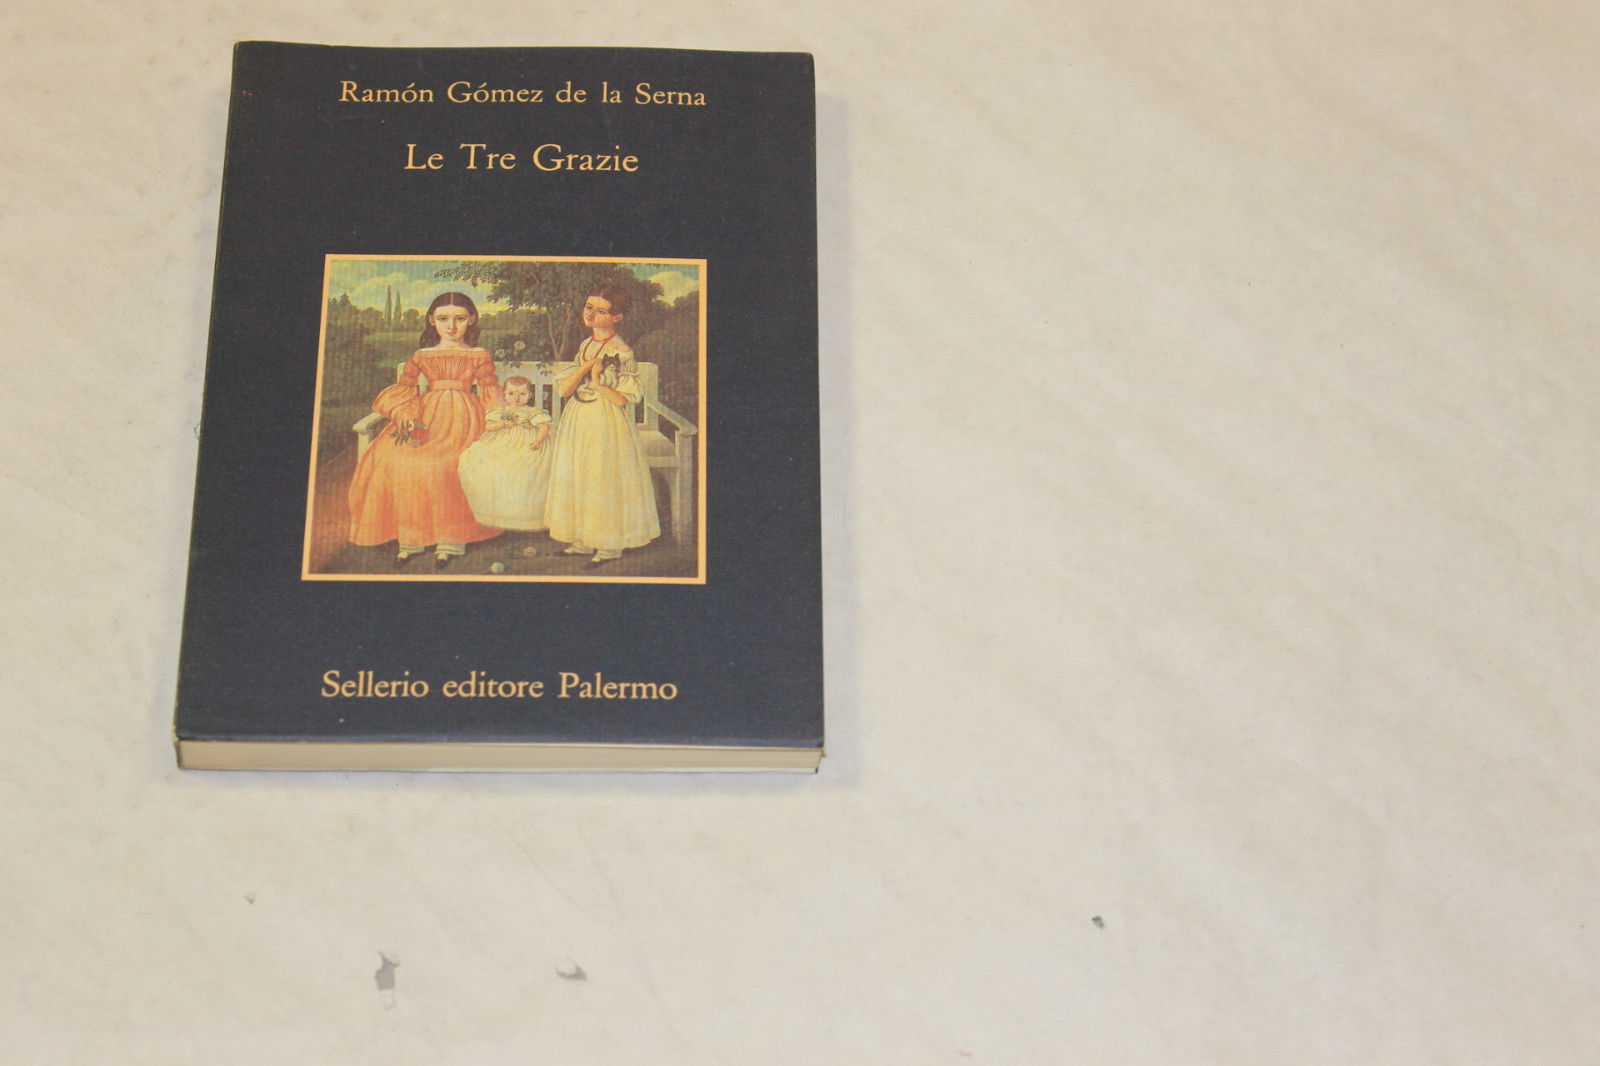 Ramón Gómez de la Serna
Le Tre Grazie
Sellerio editore Palermo